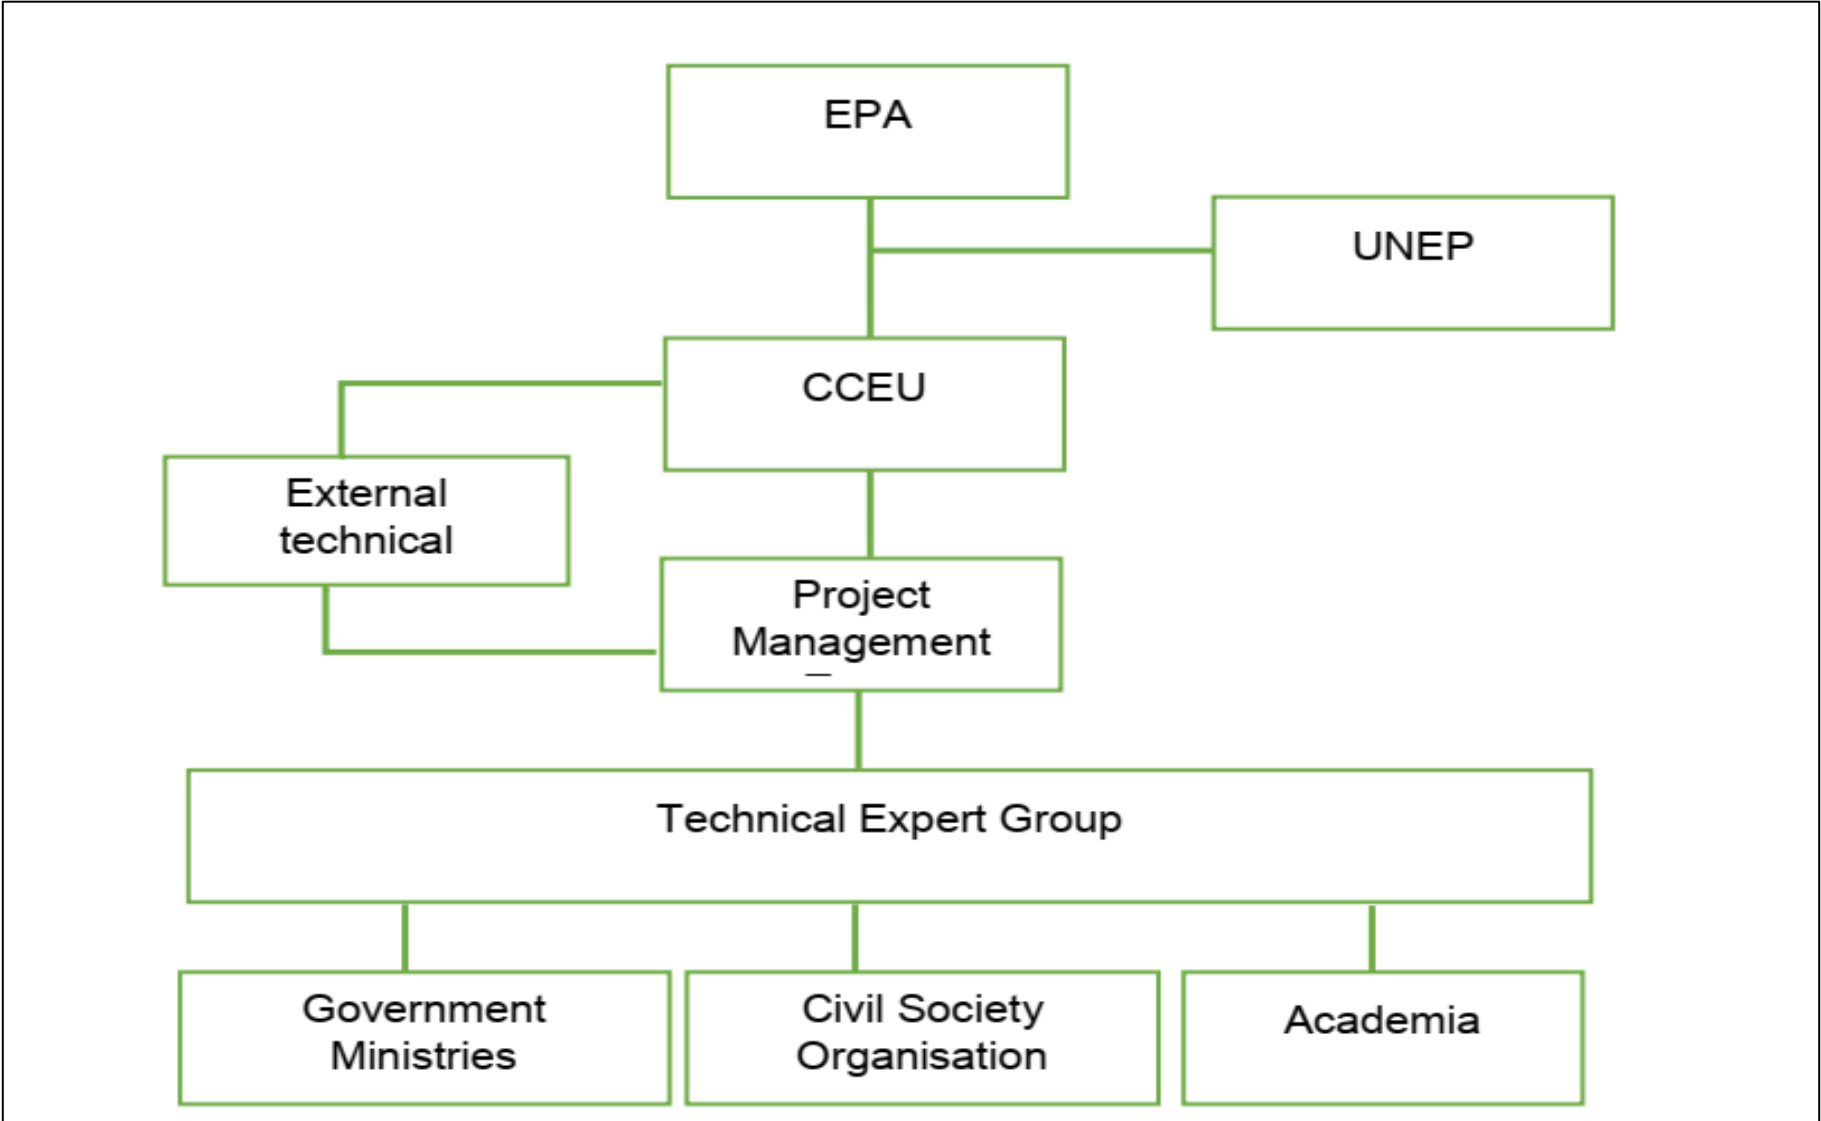 EPA
UNEP
CCEU
External
technical
Project
Management
Technical Expert Group
Government
Ministries
Civil Society
Organisation
Academia